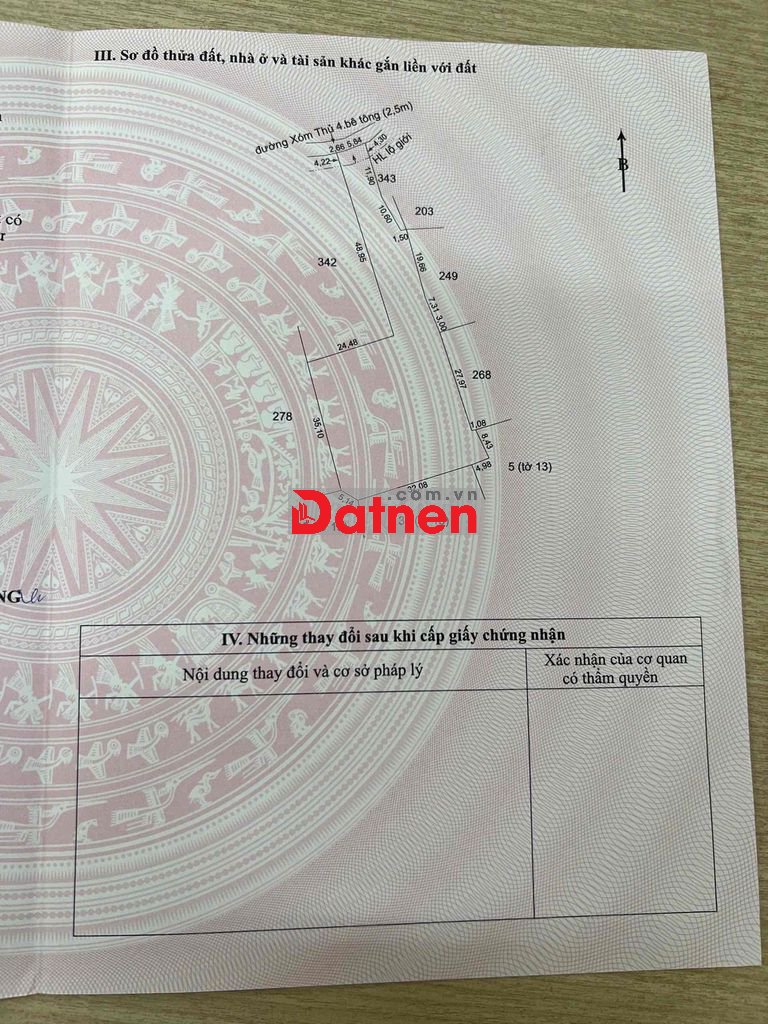 III. Sơ đồ thửa đất, nhà ở và tài sản khác gắn liền với đất
đường Xóm Thủ 4.bê tông (2,5m)
2,66 5,84 4,30
4,22
HL lộ giới
11,90
343
B
có
10,60
203
1,50
342
48,95
19,66
249
7,31 3,00
24,48
27,97
268
278
35,10
1,08
8,43
4,98
5 (tờ 13)
32,08
5,14
.com.vn
Datnen
NG
IV. Những thay đổi sau khi cấp giấy chứng nhận
Nội dung thay đổi và cơ sở pháp lý
Xác nhận của cơ quan
có thẩm quyền